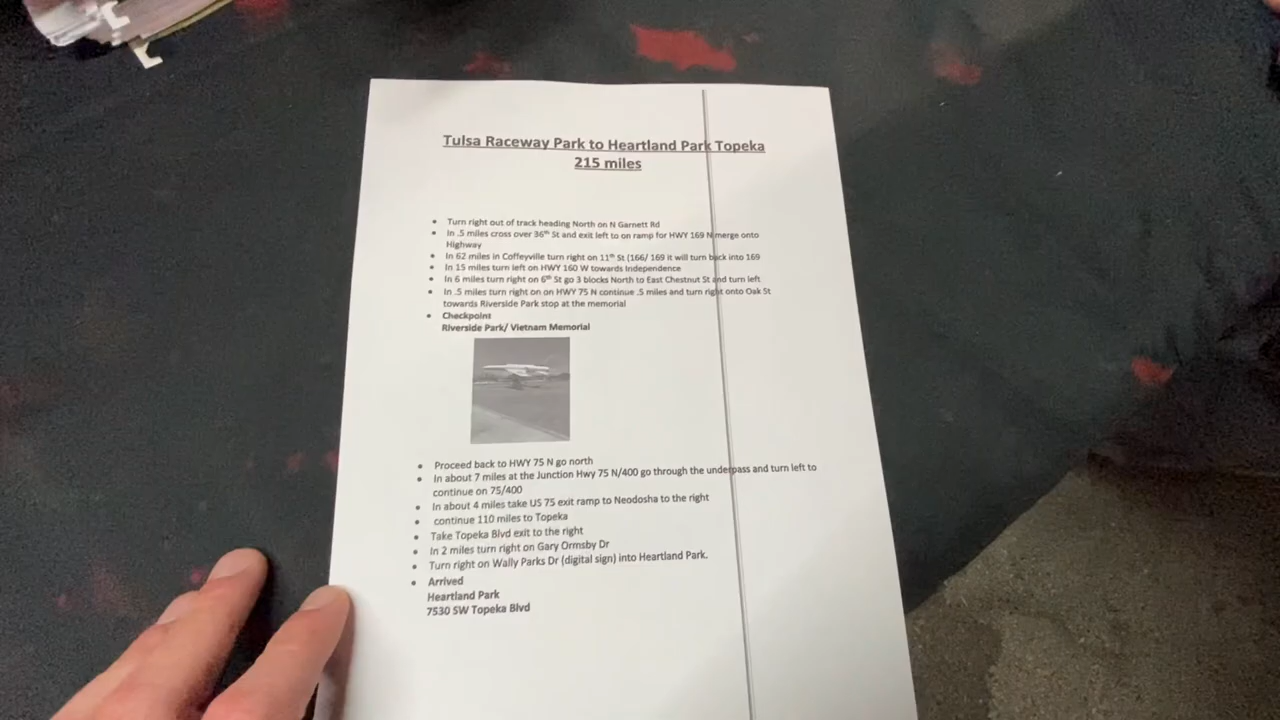 Tulsa Raceway Park to Heartland Park Topeka
215 miles
• Turn right out of track heading North on N Garnett Rd
• In .5 miles cross over 36th St and exit left to on ramp for HWY 169 N merge onto
Highway
• In 62 miles in Coffeyville turn right on 11th St (166/ 169 it will turn back into 169
• In 15 miles turn left on HWY 160 W towards Independence
• In 6 miles turn right on 6th St go 3 blocks North to East Chestnut St and turn left
• In .5 miles turn right on on HWY 75 N continue .5 miles and turn right onto Oak St
towards Riverside Park stop at the memorial
• Checkpoint
Riverside Park/ Vietnam Memorial
• Proceed back to HWY 75 N go north
• In about 7 miles at the Junction Hwy 75 N/400 go through the underpass and turn left to
continue on 75/400
• In about 4 miles take US 75 exit ramp to Neodosha to the right
• continue 110 miles to Topeka
• Take Topeka Blvd exit to the right
• In 2 miles turn right on Gary Ormsby Dr
• Turn right on Wally Parks Dr (digital sign) into Heartland Park.
• Arrived
Heartland Park
7530 SW Topeka Blvd